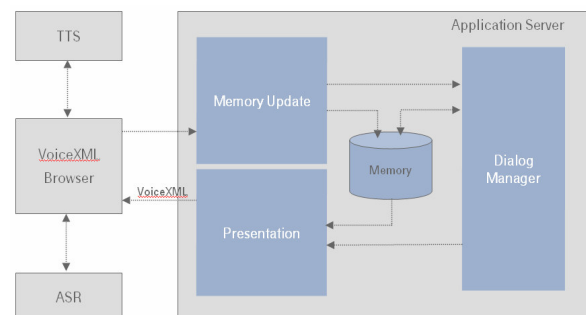 TTS
Application Server
Memory Update
VoiceXML
Browser
Memory
Dialog
Manager
VoiceXML
Presentation
ASR